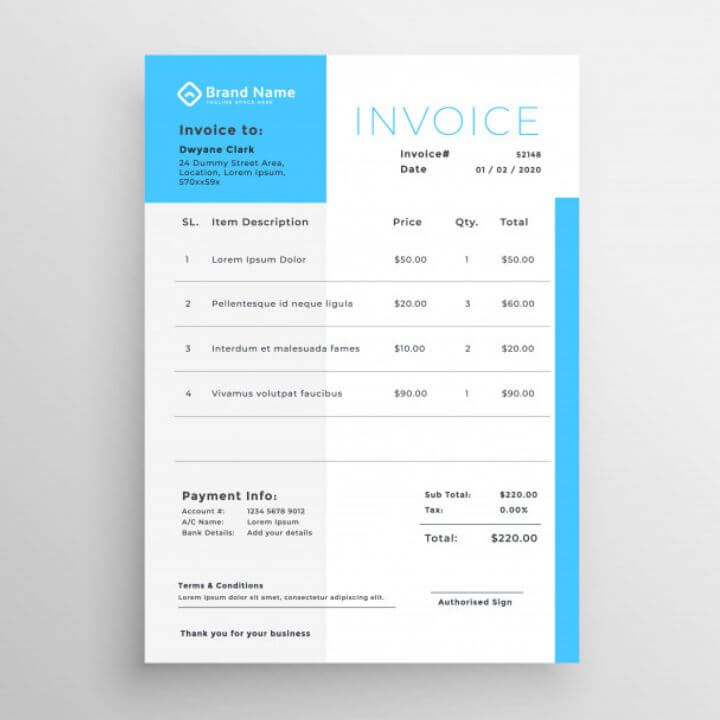 Brand Name
TAGLINE SPACE HERE
INVOICE
Invoice to:
Dwyane Clark
24 Dummy Street Area,
Location, Lorem Ipsum,
570xx59x
Invoice# 52148
Date 01 / 02 / 2020
SL. Item Description Price Qty. Total
1 Lorem Ipsum Dolor $50.00 1 $50.00
2 Pellentesque id neque ligula $20.00 3 $60.00
3 Interdum et malesuada fames $10.00 2 $20.00
4 Vivamus volutpat faucibus $90.00 1 $90.00
Payment Info:
Account #: 1234 5678 9012
A/C Name: Lorem Ipsum
Bank Details: Add your details
Sub Total: $220.00
Tax: 0.00%
Total: $220.00
Terms & Conditions
Lorem ipsum dolor sit amet, consectetur adipiscing elit.
Authorised Sign
Thank you for your business